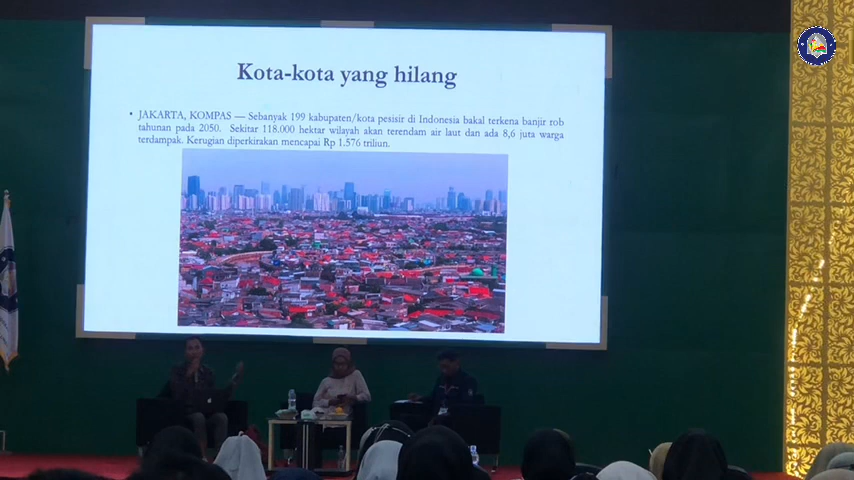 Kota-kota yang hilang
• JAKARTA, KOMPAS — Sebanyak 199 kabupaten/kota pesisir di Indonesia bakal terkena banjir rob
tahunan pada 2050. Sekitar 118.000 hektar wilayah akan terendam air laut dan ada 8,6 juta warga
terdampak. Kerugian diperkirakan mencapai Rp 1.576 triliun.